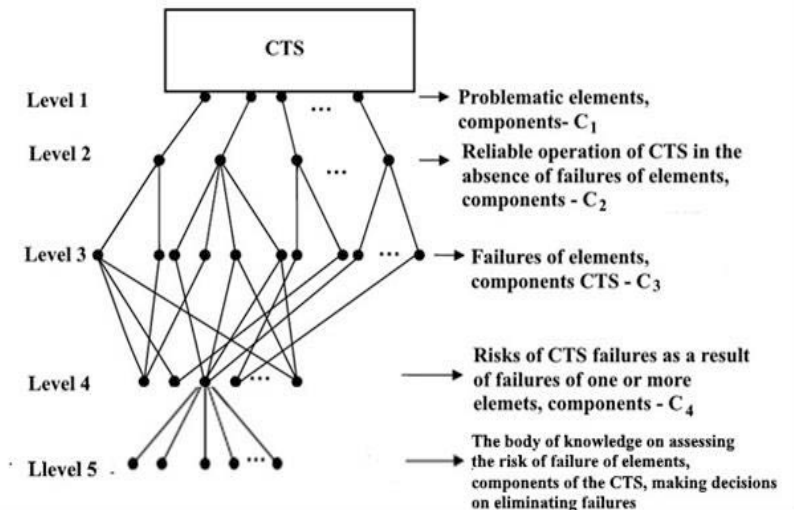 CTS
Level 1
...
Problematic elements,
components- C1
Level 2
...
Reliable operation of CTS in the
absence of failures of elements,
components - C2
Level 3
...
Failures of elements,
components CTS - C3
Level 4
...
Risks of CTS failures as a result
of failures of one or more
elemets, components - C4
Llevel 5
...
The body of knowledge on assessing
the risk of failure of elements,
components of the CTS, making decisions
on eliminating failures